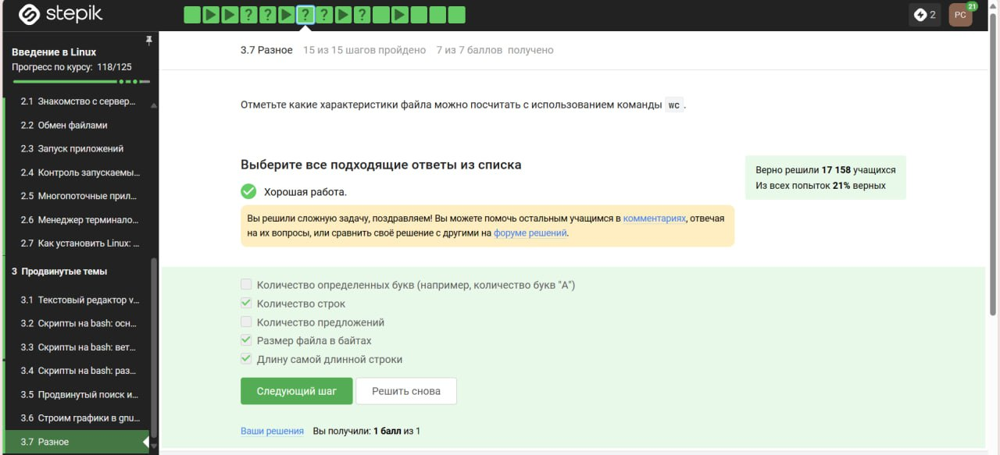 stepik
? ? ? ? ?
2
РС
21
Введение в Linux
Прогресс по курсу: 118/125
2.1 Знакомство с сервер...
2.2 Обмен файлами
2.3 Запуск приложений
2.4 Контроль запускаемы...
2.5 Многопоточные прил...
2.6 Менеджер терминало...
2.7 Как установить Linux: ...
3 Продвинутые темы
3.1 Текстовый редактор v...
3.2 Скрипты на bash: осн...
3.3 Скрипты на bash: вет...
3.4 Скрипты на bash: раз...
3.5 Продвинутый поиск и...
3.6 Строим графики в gnu...
3.7 Разное
3.7 Разное 15 из 15 шагов пройдено 7 из 7 баллов получено
Отметьте какие характеристики файла можно посчитать с использованием команды wc .
Выберите все подходящие ответы из списка
Хорошая работа.
Вы решили сложную задачу, поздравляем! Вы можете помочь остальным учащимся в комментариях, отвечая
на их вопросы, или сравнить своё решение с другими на форуме решений.
Верно решили 17 158 учащихся
Из всех попыток 21% верных
Количество определенных букв (например, количество букв "А")
Количество строк
Количество предложений
Размер файла в байтах
Длину самой длинной строки
Следующий шаг
Решить снова
Ваши решения Вы получили: 1 балл из 1